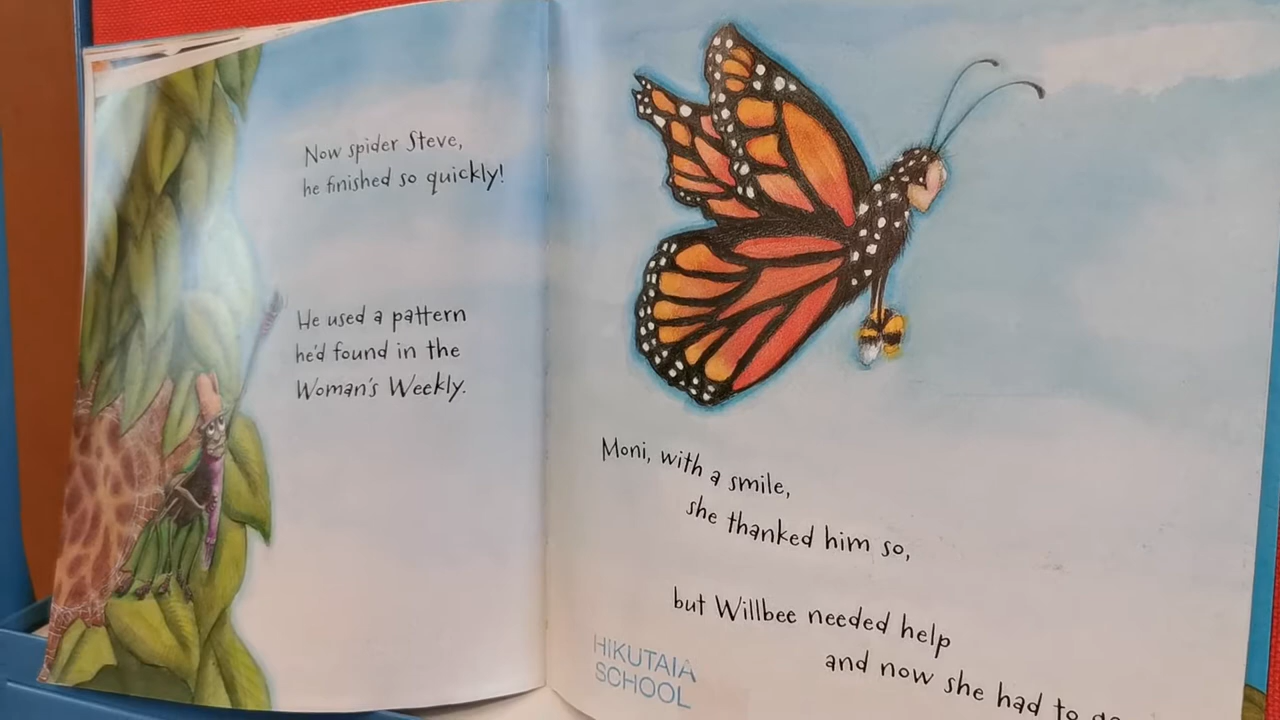 Now spider Steve,
he finished so quickly!
He used a pattern
he'd found in the
Woman's Weekly.
Moni, with a smile,
she thanked him so,
but Willbee needed help
and now she had to
HIKUTAIA
SCHOOL